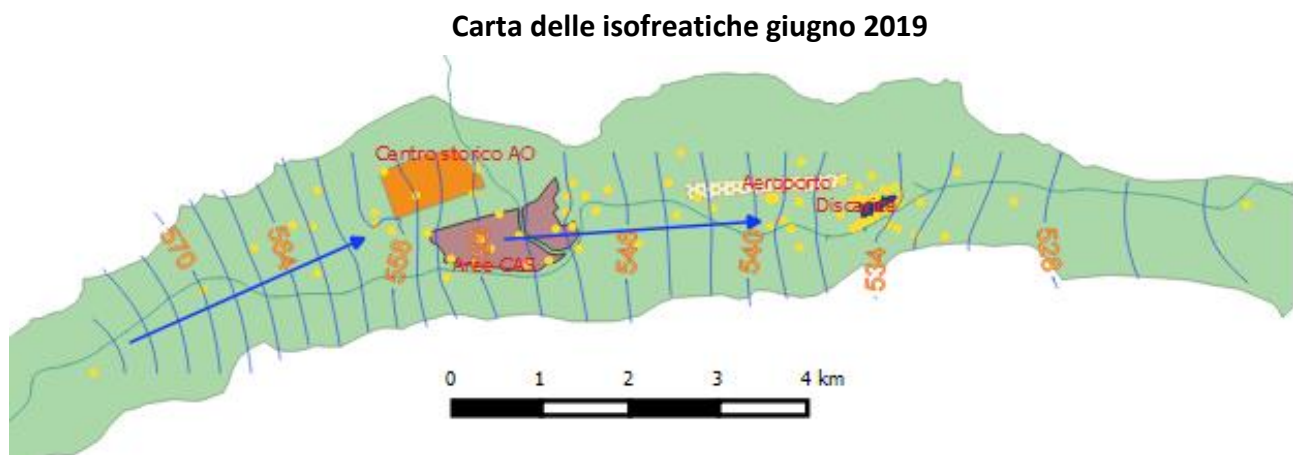 Carta delle isofreatiche giugno 2019
Centro storico AO
Aeroporto
Discarica
Aree CAS
570
564
558
546
540
534
528
0 1 2 3 4 km